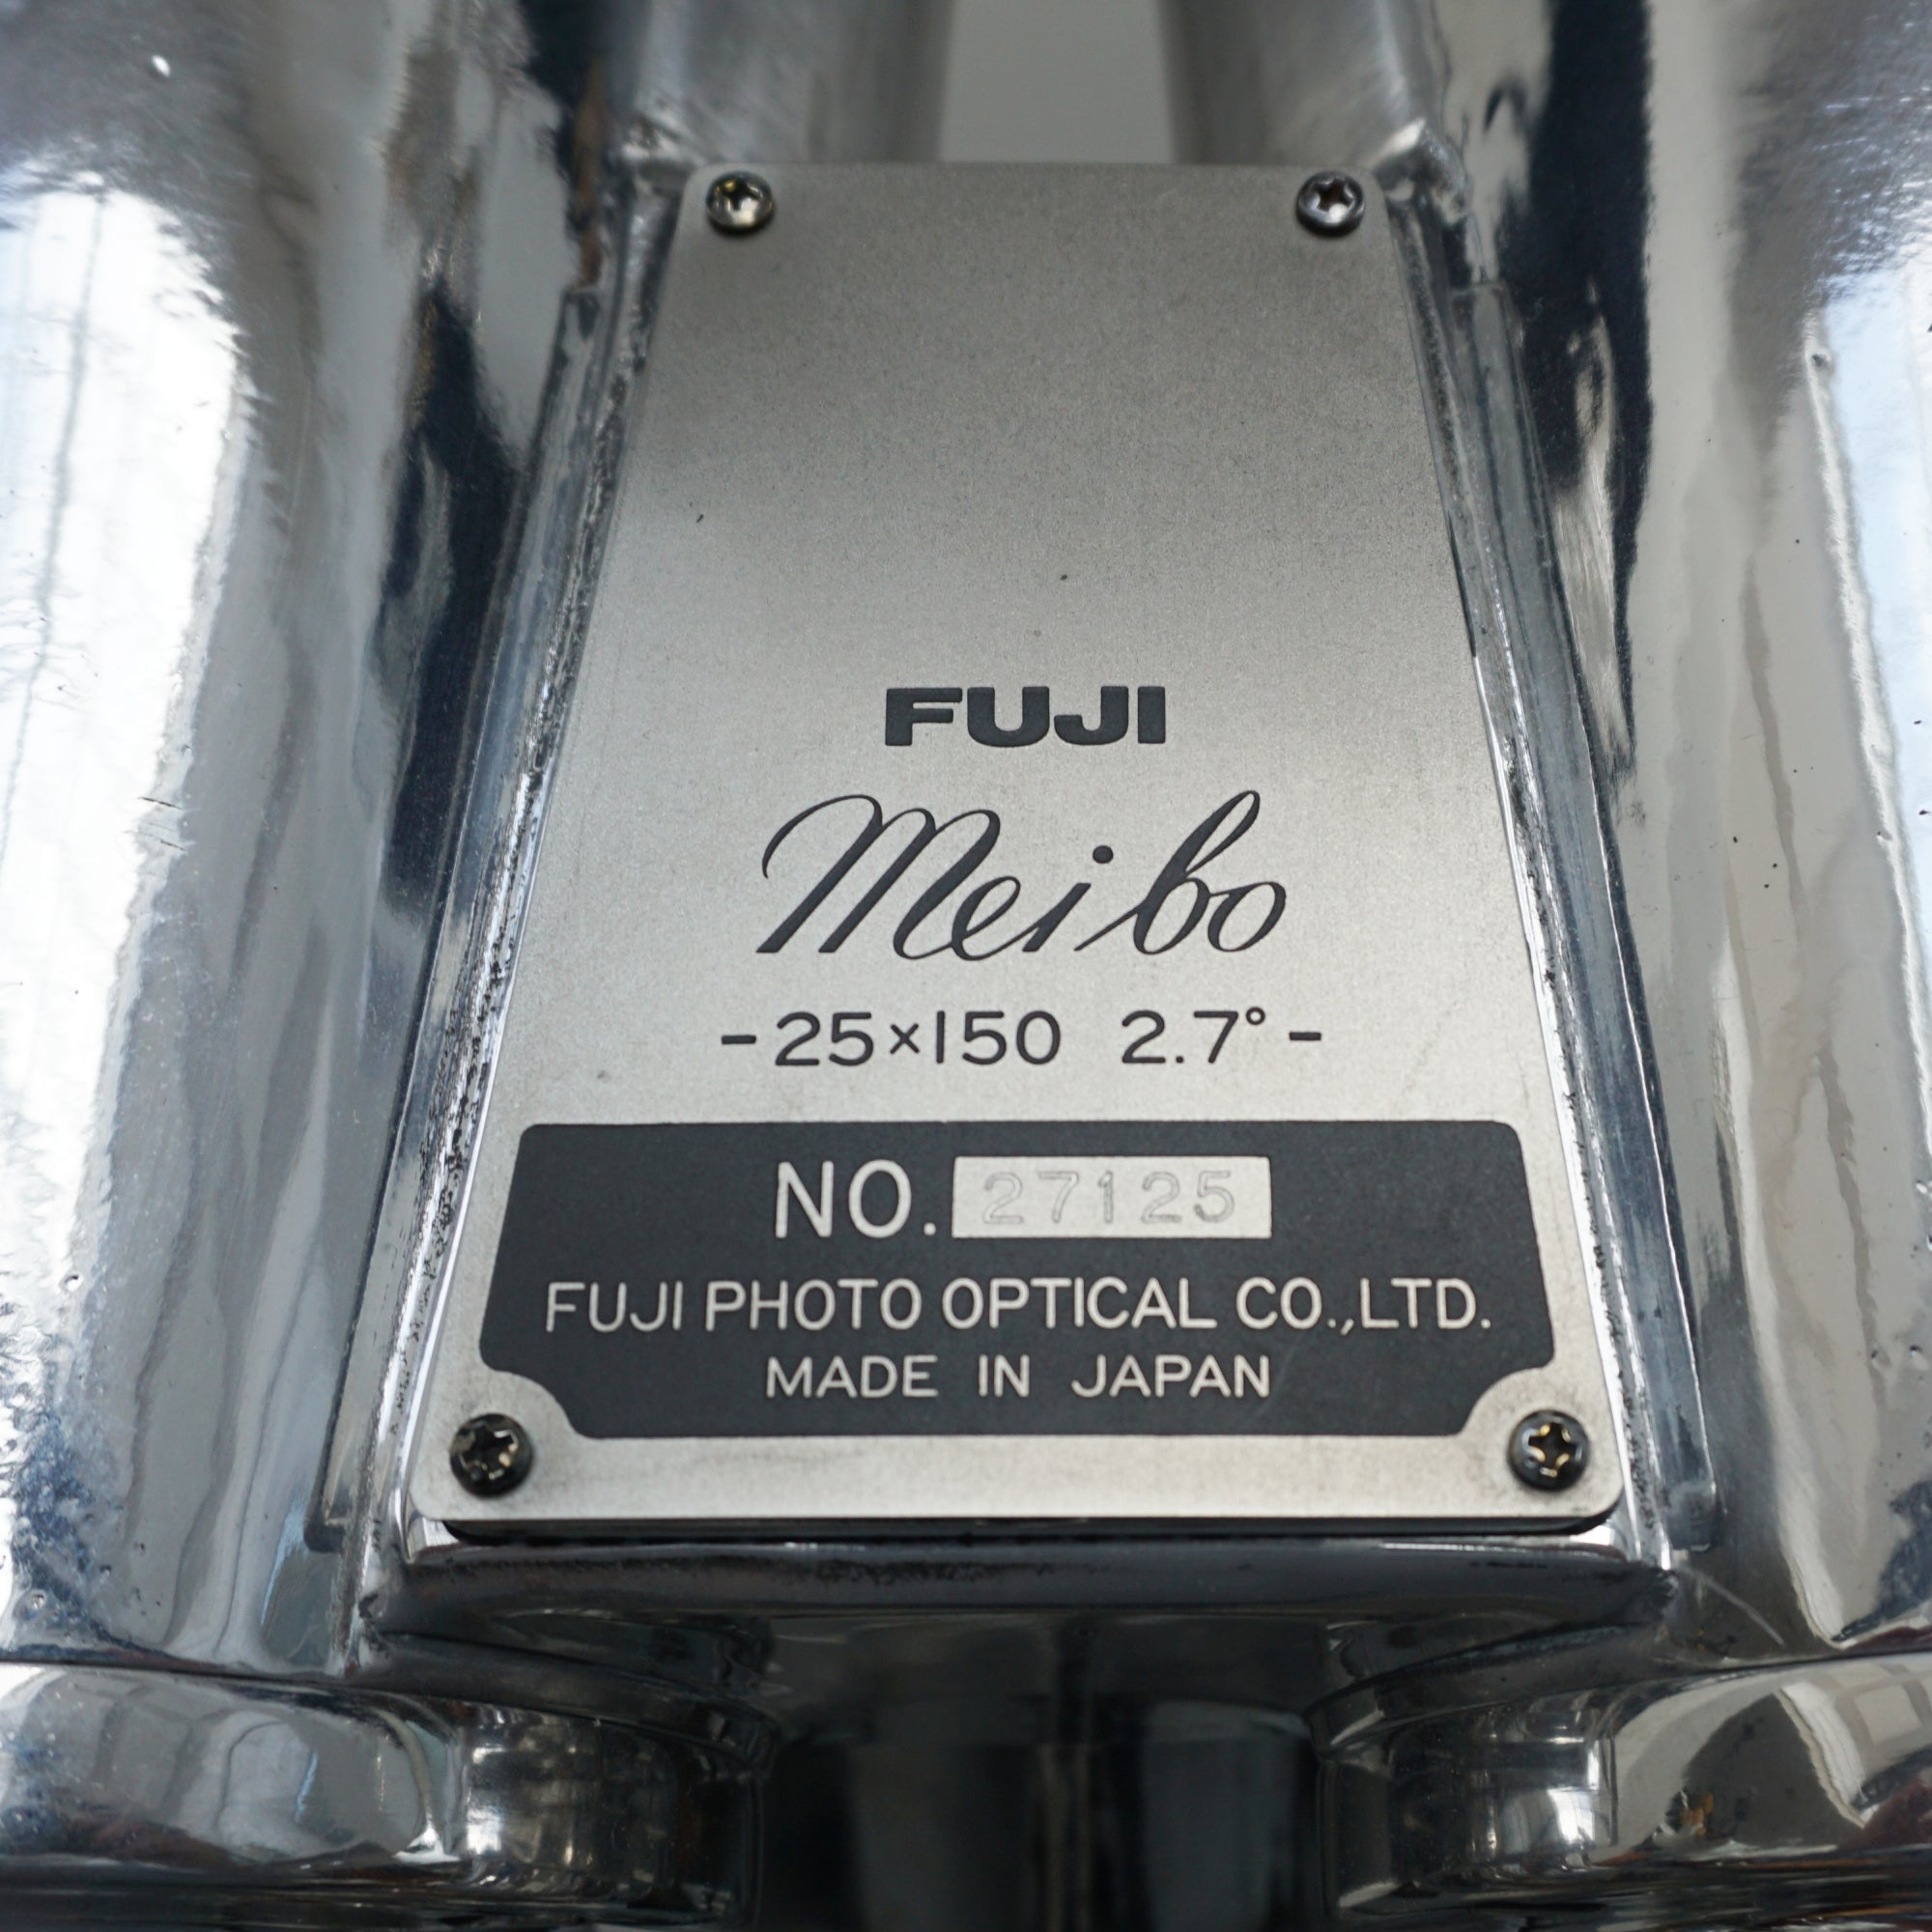 FUJI
Meibo
-25×150 2.7°-
NO. 27125
FUJI PHOTO OPTICAL CO.,LTD.
MADE IN JAPAN